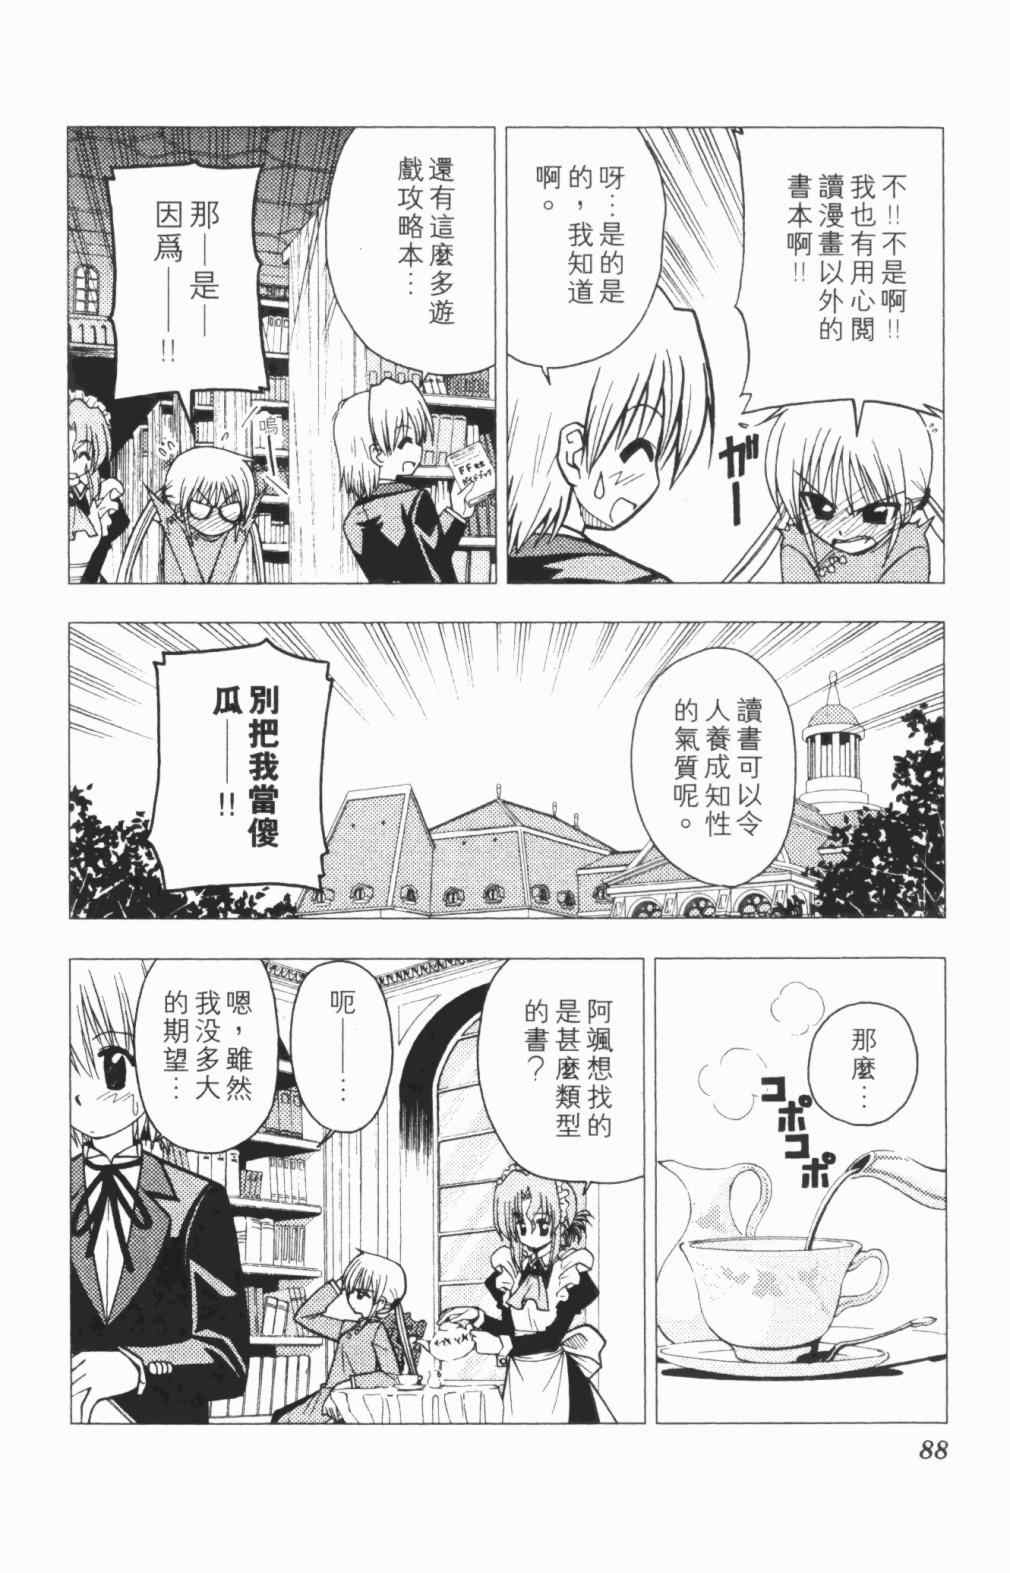 不!!不是啊!!
我也有用心閱
讀漫畫以外的
書本啊!!
呀…是的是
的，我知道
啊。
ガー
還有這麼多遊
戲攻略本…
那—是—
因爲——!!
嗚
讀書可以令
人養成知性
的氣質呢。
別把我當傻
瓜——!!
那麼…
コポコポ
阿颯想找的
是甚麼類型
的書？
呃——…
嗯，雖然
我没多大
的期望…
88